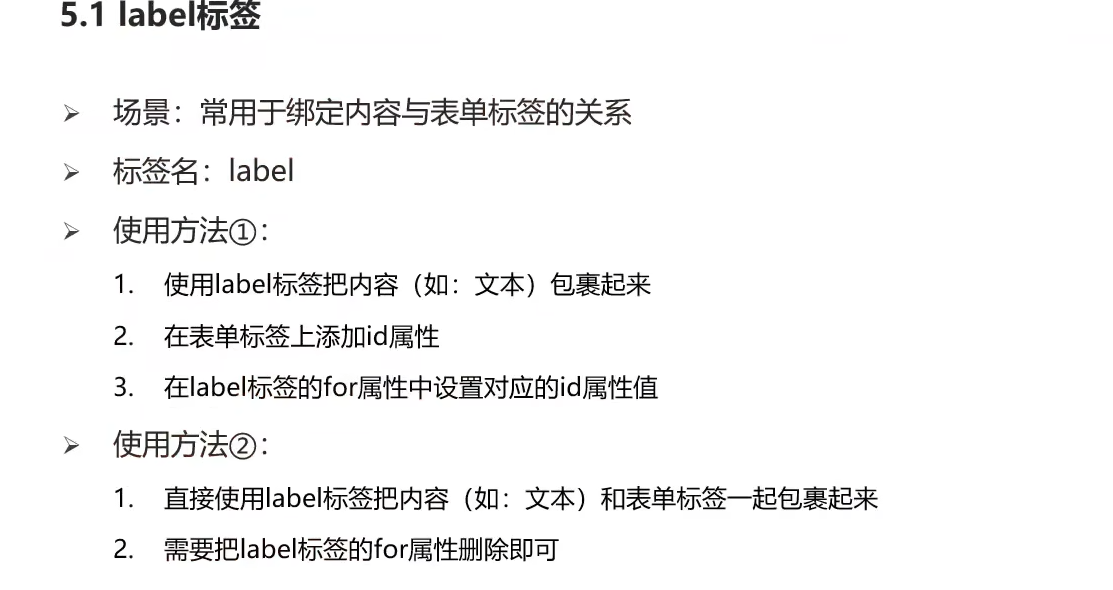 5.1 label标签
➢ 场景：常用于绑定内容与表单标签的关系
➢ 标签名：label
➢ 使用方法①：
1. 使用label标签把内容（如：文本）包裹起来
2. 在表单标签上添加id属性
3. 在label标签的for属性中设置对应的id属性值
➢ 使用方法②：
1. 直接使用label标签把内容（如：文本）和表单标签一起包裹起来
2. 需要把label标签的for属性删除即可